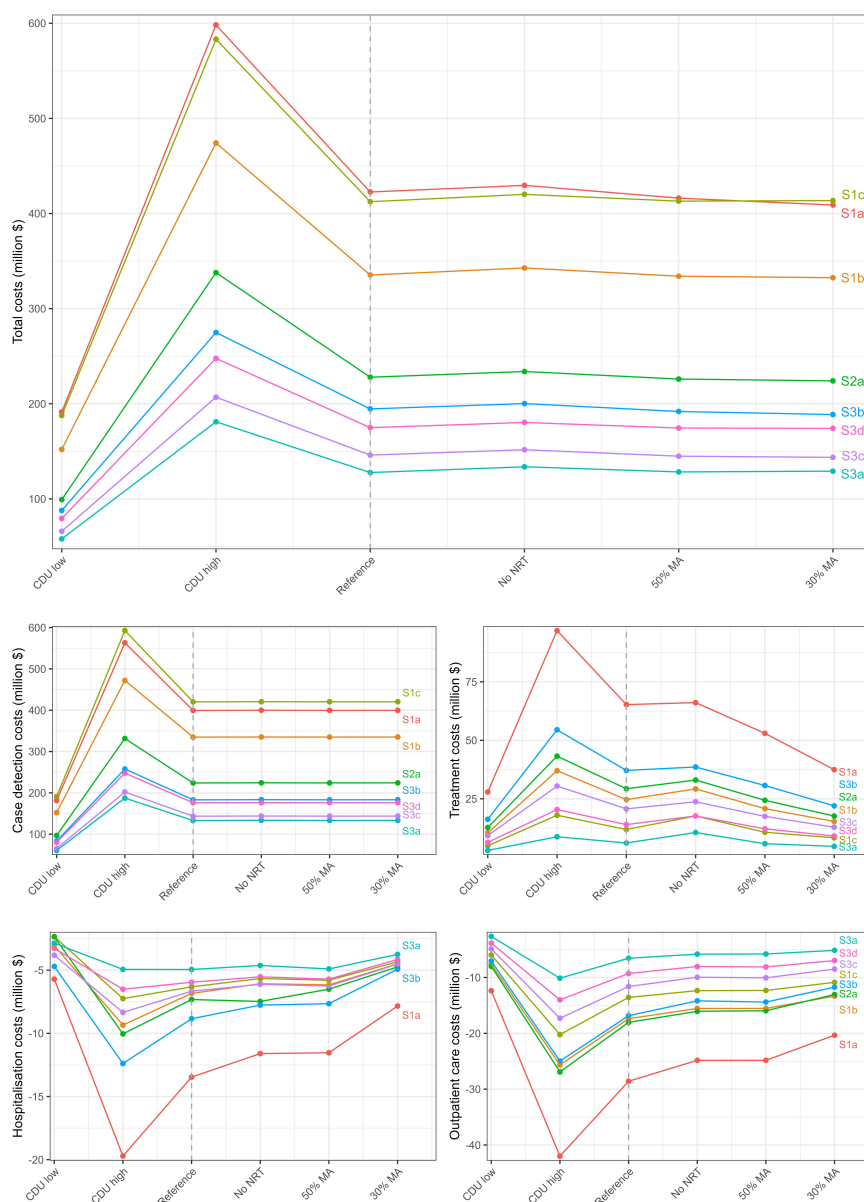 Total costs (million $)
600
500
400
300
200
100
S1c
S1a
S1b
S2a
S3b
S3d
S3c
S3a
CDU low
CDU high
Reference
No NRT
50% MA
30% MA
Case detection costs (million $)
600
500
400
300
200
100
S1c
S1a
S1b
S2a
S3b
S3d
S3c
S3a
CDU low
CDU high
Reference
No NRT
50% MA
30% MA
Treatment costs (million $)
75
50
25
S1a
S3b
S2a
S1b
S3c
S3d
S1c
S3a
CDU low
CDU high
Reference
No NRT
50% MA
30% MA
Hospitalisation costs (million $)
-5
-10
-15
-20
S3a
S3b
S1a
CDU low
CDU high
Reference
No NRT
50% MA
30% MA
Outpatient care costs (million $)
-10
-20
-30
-40
S3a
S3d
S3c
S1c
S3b
S2a
S1b
S1a
CDU low
CDU high
Reference
No NRT
50% MA
30% MA